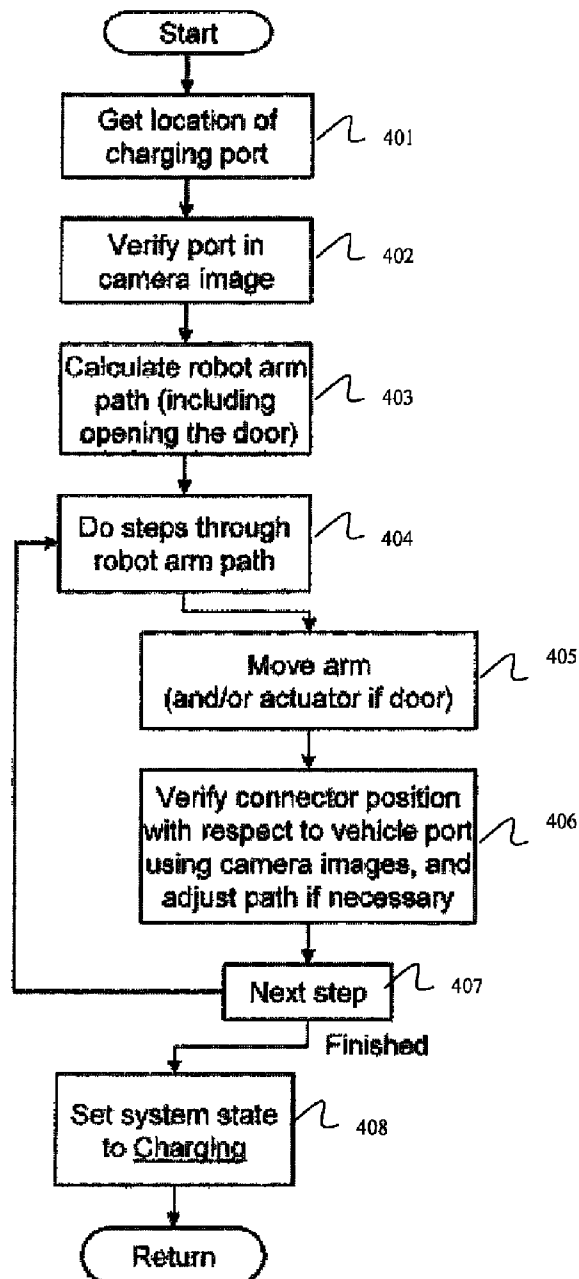 Start
Get location of
charging port
401
Verify port in
camera image
402
Calculate robot arm
path (including
opening the door)
403
Do steps through
robot arm path
404
Move arm
(and/or actuator if door)
405
Verify connector position
with respect to vehicle port
using camera images, and
adjust path if necessary
406
Next step
407
Finished
Set system state
to Charging
408
Return